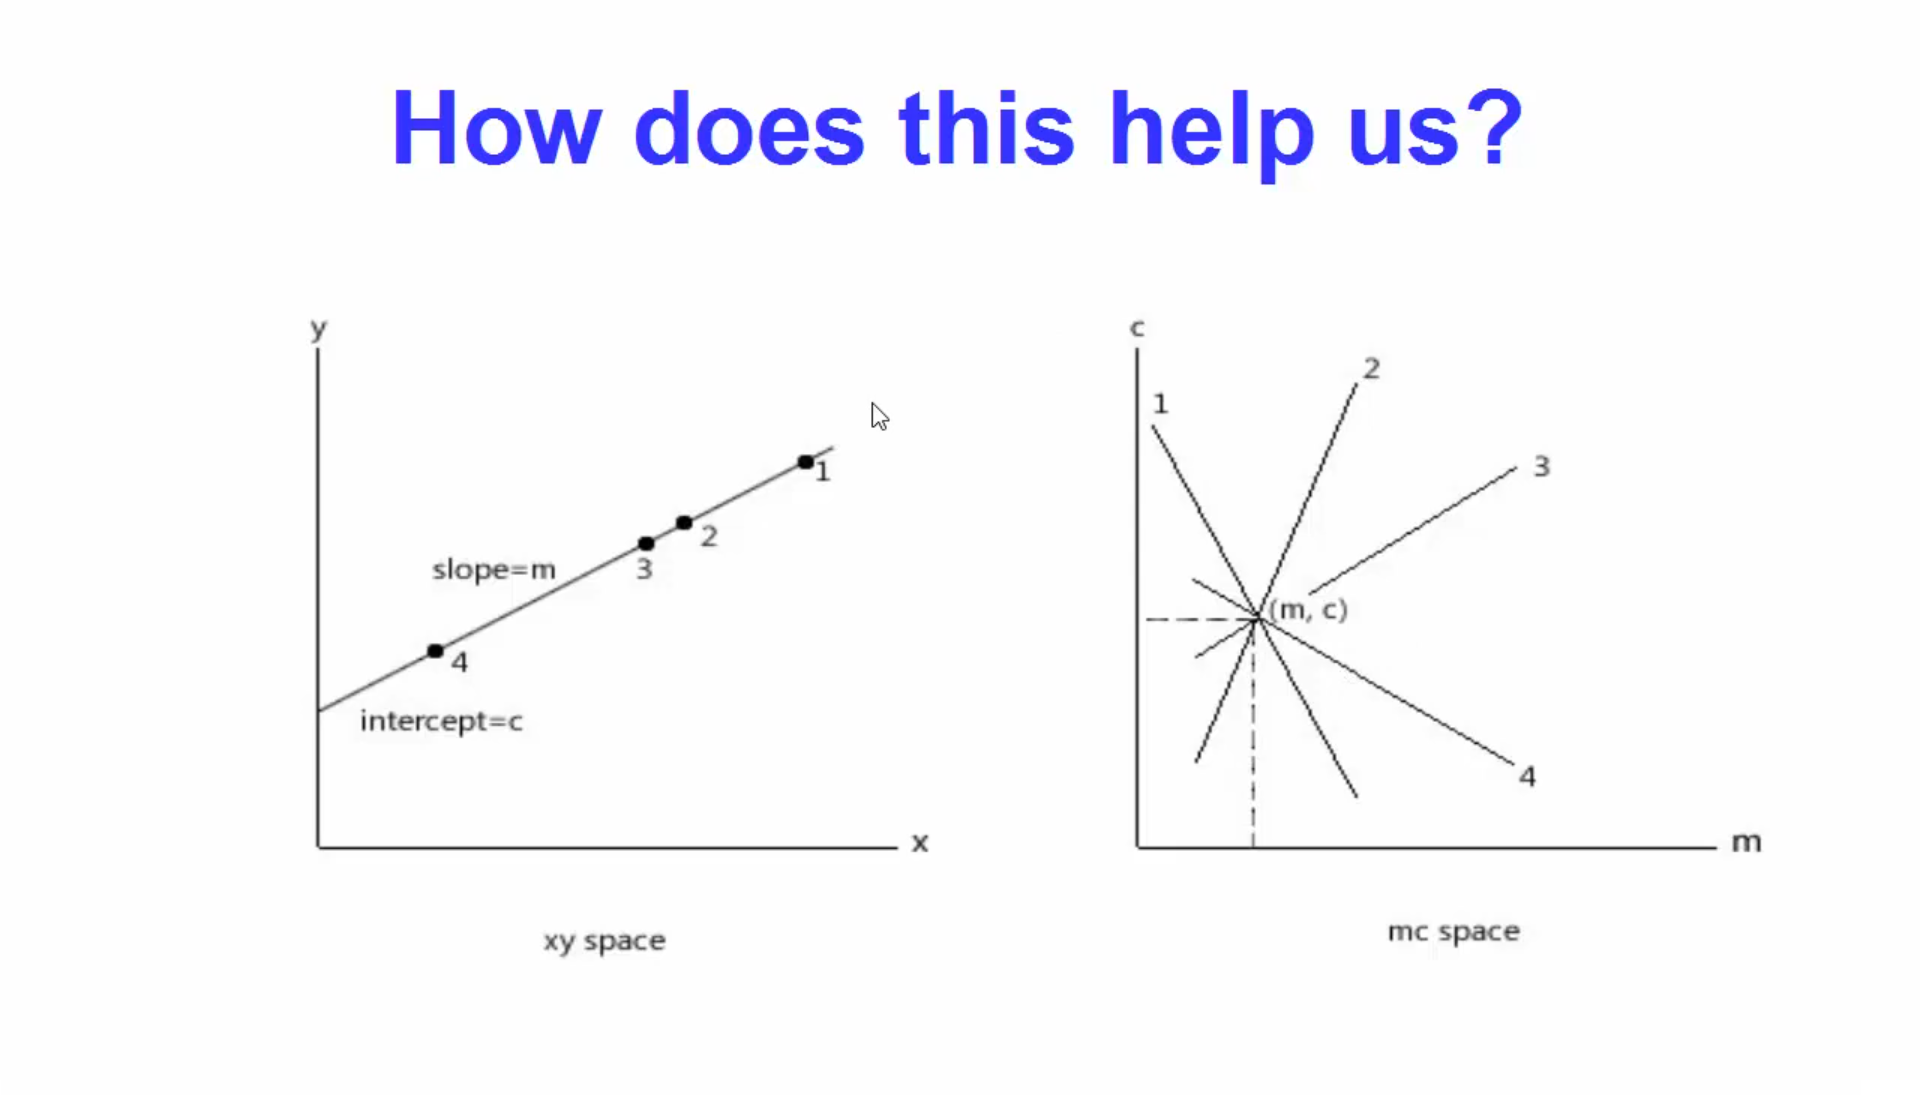 How does this help us?
y
1
2
3
slope=m
4
intercept=c
x
xy space
c
2
1
3
(m, c)
4
m
mc space